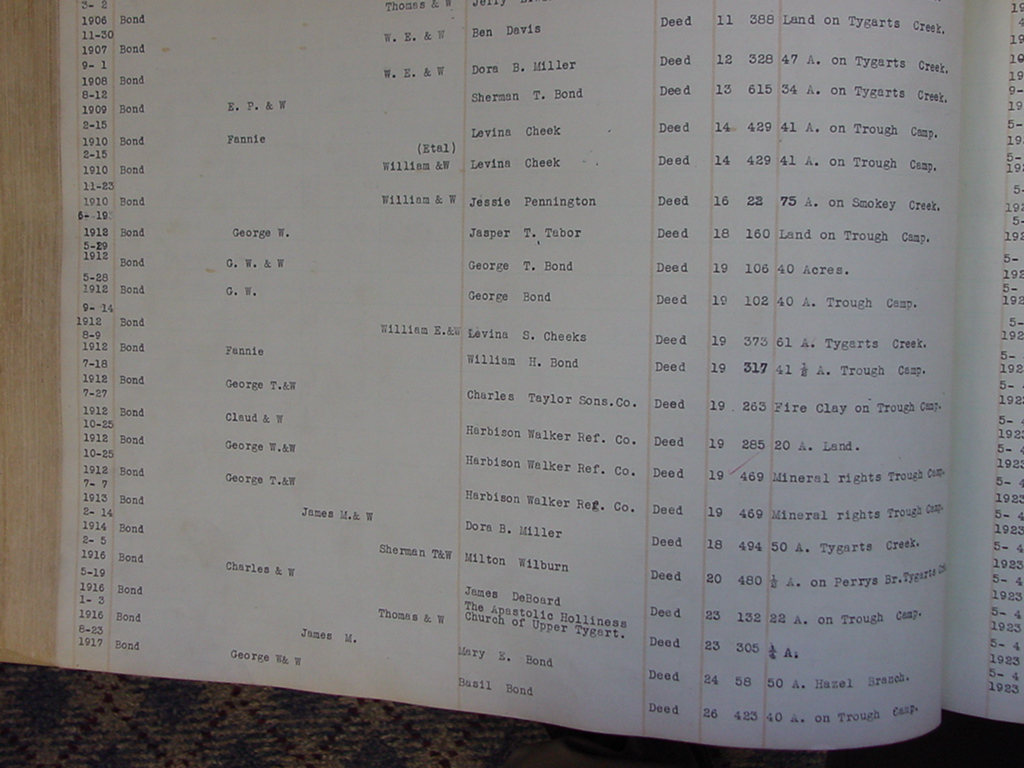 3- 2
1906 Bond Thomas & W
11-30
1907 Bond W. E. & W Ben Davis Deed 11 388 Land on Tygarts Creek.
9- 1
1908 Bond W. E. & W Dora B. Miller Deed 12 328 47 A. on Tygarts Creek.
8-12
1909 Bond E. P. & W Sherman T. Bond Deed 13 615 34 A. on Tygarts Creek.
2-15
1910 Bond Fannie Levina Cheek Deed 14 429 41 A. on Trough Camp.
2-15 (Etal)
1910 Bond William &W Levina Cheek Deed 14 429 41 A. on Trough Camp.
11-23
1910 Bond William & W Jessie Pennington Deed 16 22 75 A. on Smokey Creek.
6- 19
1912 Bond George W. Jasper T. Tabor Deed 18 160 Land on Trough Camp.
5-29
1912 Bond G. W. & W George T. Bond Deed 19 106 40 Acres.
5-28
1912 Bond G. W. George Bond Deed 19 102 40 A. Trough Camp.
9- 14
1912 Bond William E.&W Levina S. Cheeks Deed 19 373 61 A. Tygarts Creek.
8-9
1912 Bond Fannie William H. Bond Deed 19 317 41 ½ A. Trough Camp.
7-18
1912 Bond George T.&W Charles Taylor Sons.Co. Deed 19 263 Fire Clay on Trough Camp.
7-27
1912 Bond Claud & W Harbison Walker Ref. Co. Deed 19 285 20 A. Land.
10-25
1912 Bond George W.&W Harbison Walker Ref. Co. Deed 19 469 Mineral rights Trough Camp.
10-25
1912 Bond George T.&W Harbison Walker Ref. Co. Deed 19 469 Mineral rights Trough Camp.
7- 7
1913 Bond James M.& W Dora B. Miller Deed 18 494 50 A. Tygarts Creek.
2- 14
1914 Bond Sherman T&W Milton Wilburn Deed 20 480 ½ A. on Perrys Br.Tygarts
2- 5
1916 Bond Charles & W James DeBoard Deed 23 132 22 A. on Trough Camp.
5-19 The Apastolic Holliness
1916 Bond Thomas & W Church of Upper Tygart. Deed 23 305 ¼ A.
1- 3
1916 Bond James M. Mary E. Bond Deed 24 58 50 A. Hazel Branch.
8-23
1917 Bond George W& W Basil Bond Deed 26 423 40 A. on Trough Camp.